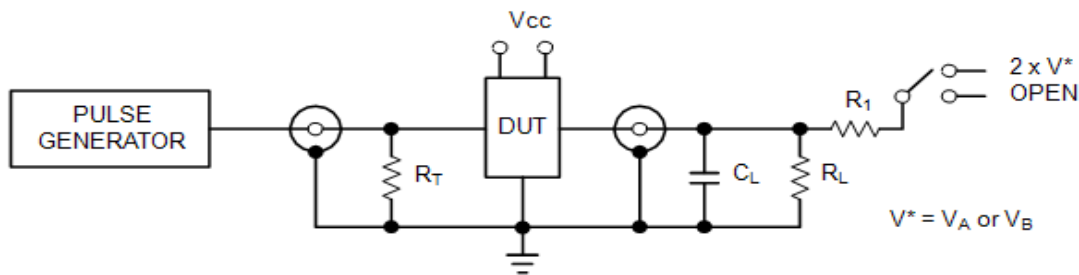 Vcc
2 x V*
OPEN
R1
PULSE
GENERATOR
DUT
RT
CL
RL
V* = VA or VB